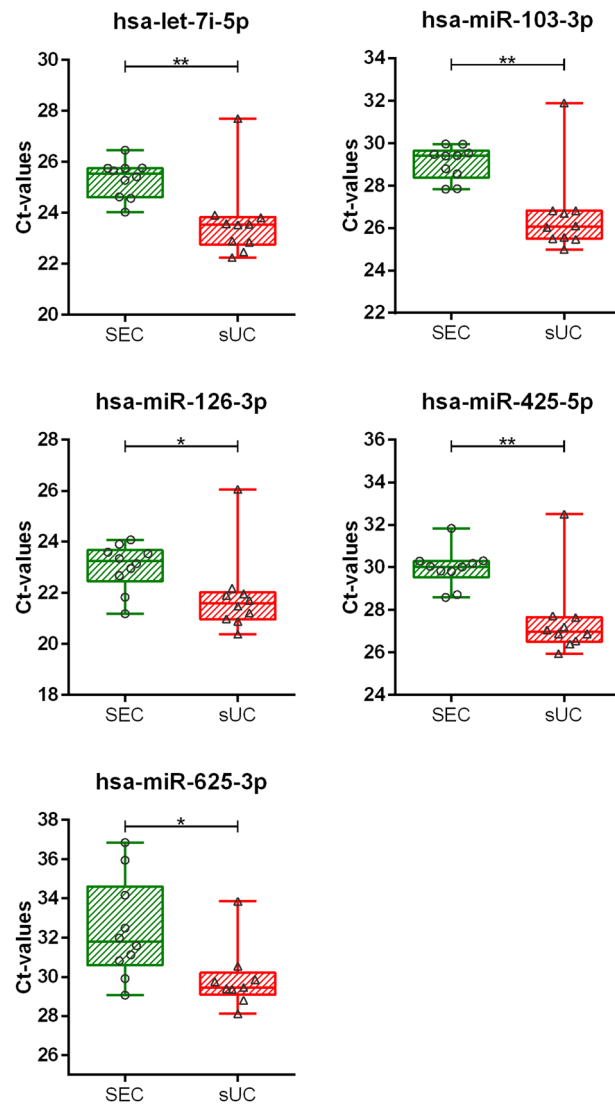 hsa-let-7i-5p
**
Ct-values
30
28
26
24
22
20
SEC
sUC
hsa-miR-103-3p
**
Ct-values
34
32
30
28
26
24
22
SEC
sUC
hsa-miR-126-3p
*
Ct-values
28
26
24
22
20
18
SEC
sUC
hsa-miR-425-5p
**
Ct-values
36
34
32
30
28
26
24
SEC
sUC
hsa-miR-625-3p
*
Ct-values
38
36
34
32
30
28
26
SEC
sUC